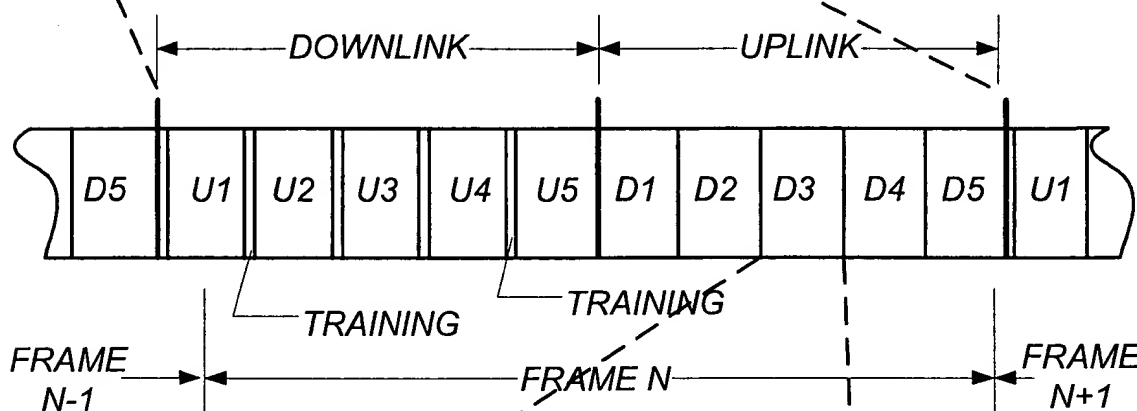 DOWNLINK UPLINK
D5 U1 U2 U3 U4 U5 D1 D2 D3 D4 D5 U1
TRAINING TRAINING
FRAME N-1
FRAME N
FRAME N+1